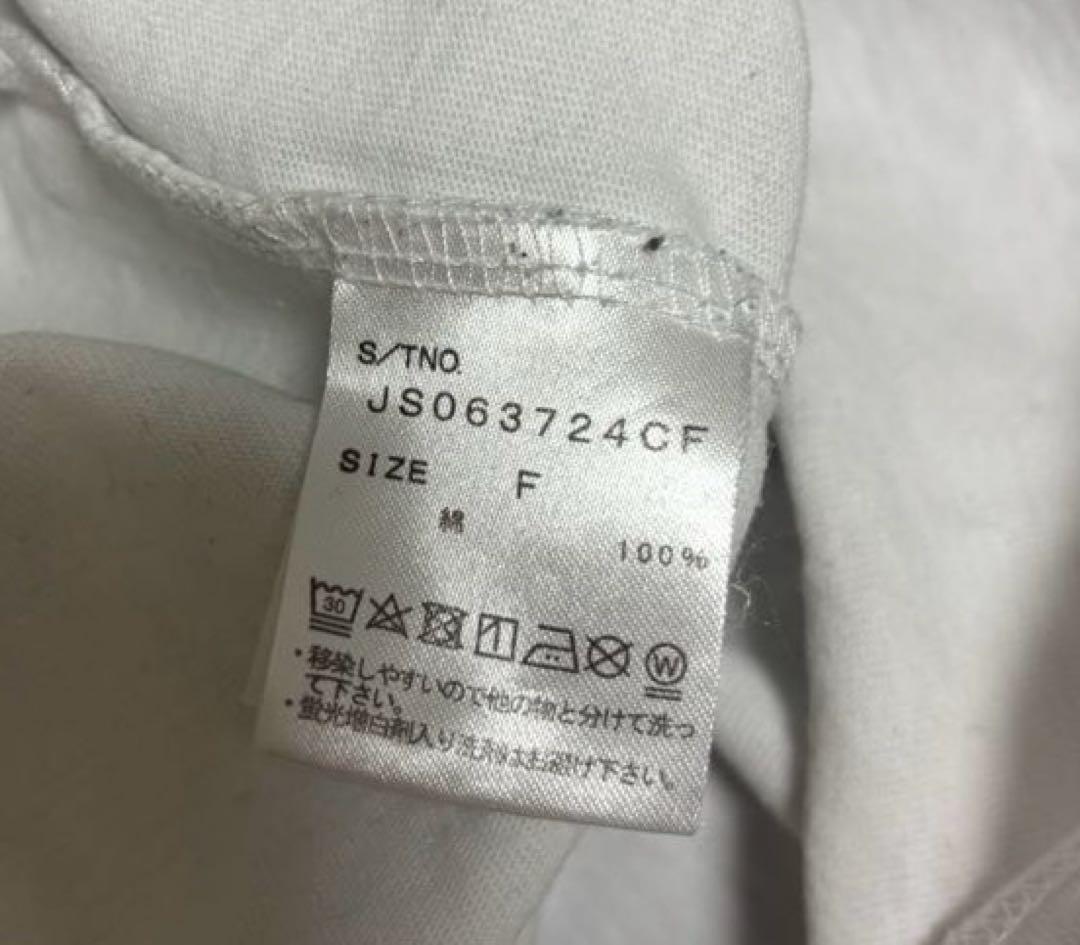 S/TNO.
JS063724CF
SIZE F
綿 100%
30
W
・移染しやすいので他の物と分けて洗っ
て下さい。
・蛍光増白剤入り洗剤はお避け下さい。